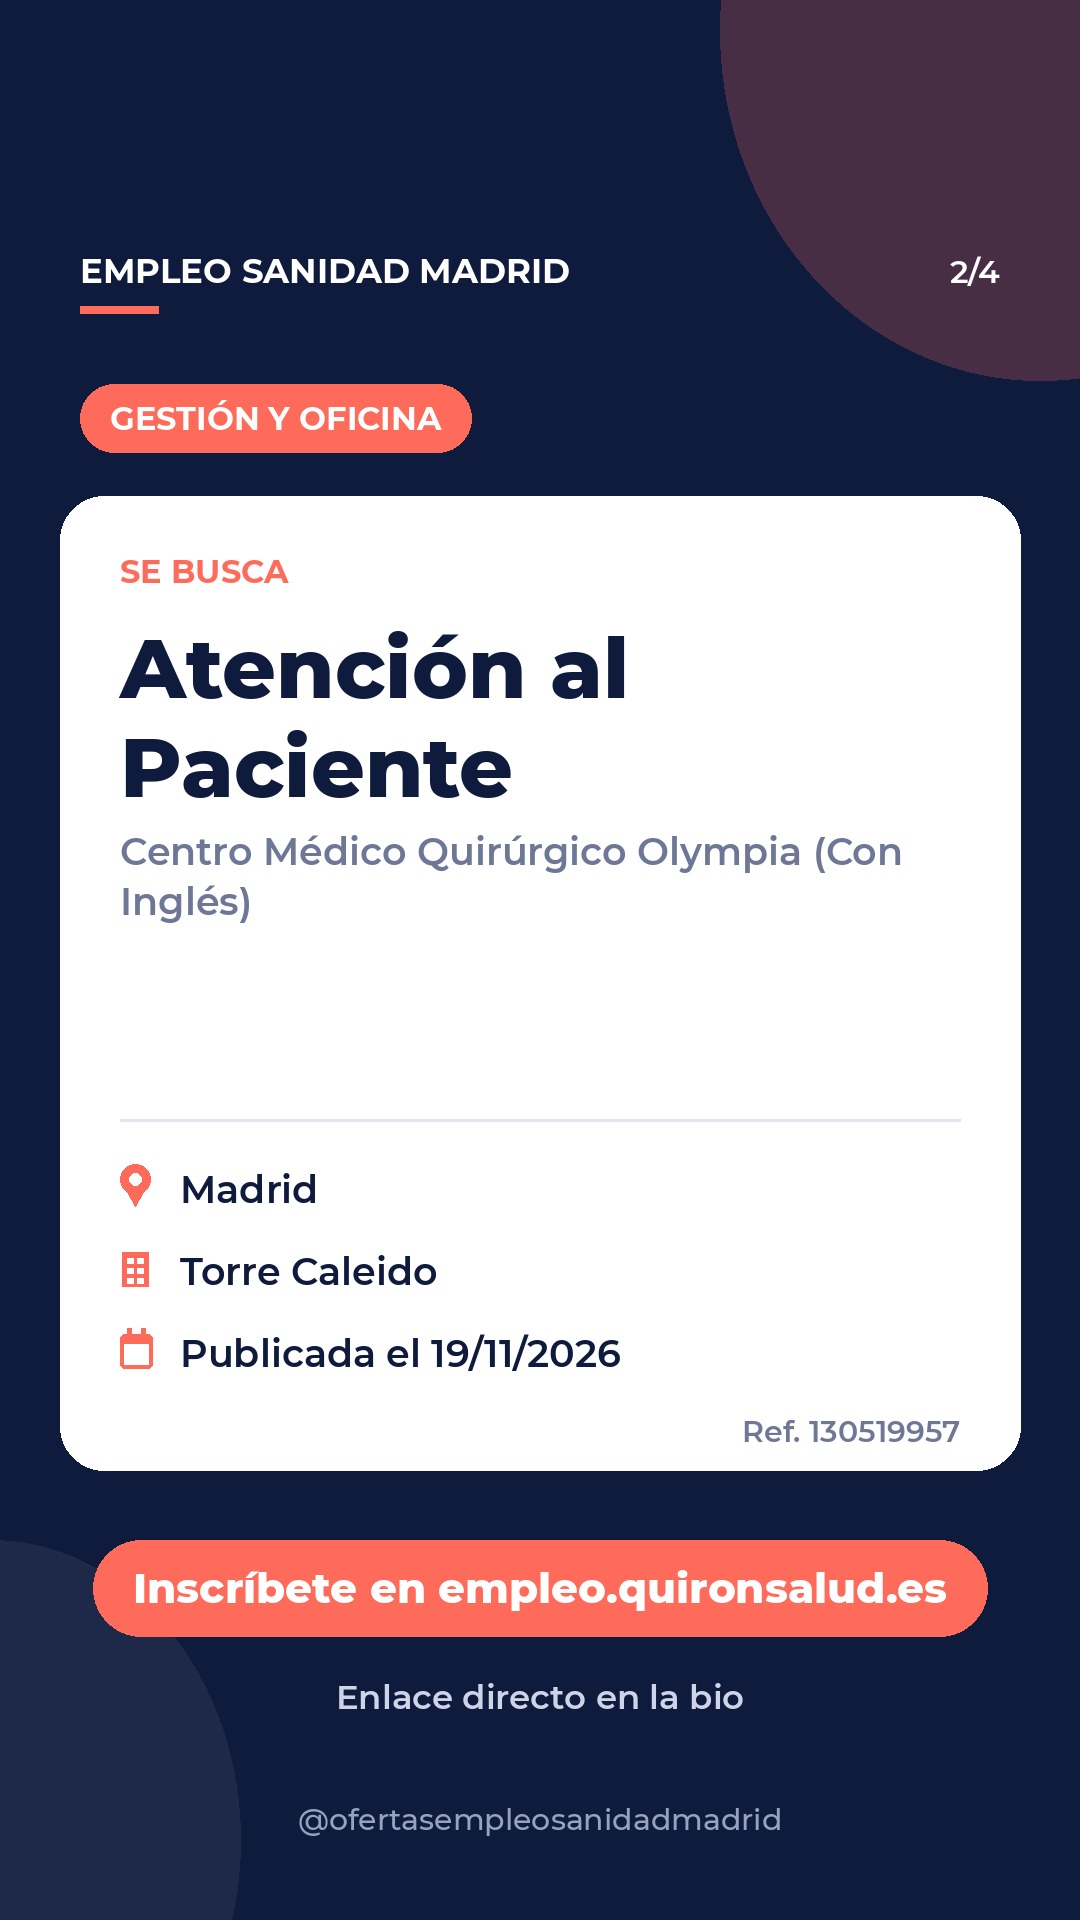 EMPLEO SANIDAD MADRID
2/4
GESTIÓN Y OFICINA
SE BUSCA
Atención al
Paciente
Centro Médico Quirúrgico Olympia (Con
Inglés)
Madrid
Torre Caleido
Publicada el 19/11/2026
Ref. 130519957
Inscríbete en empleo.quironsalud.es
Enlace directo en la bio
@ofertasempleosanidadmadrid